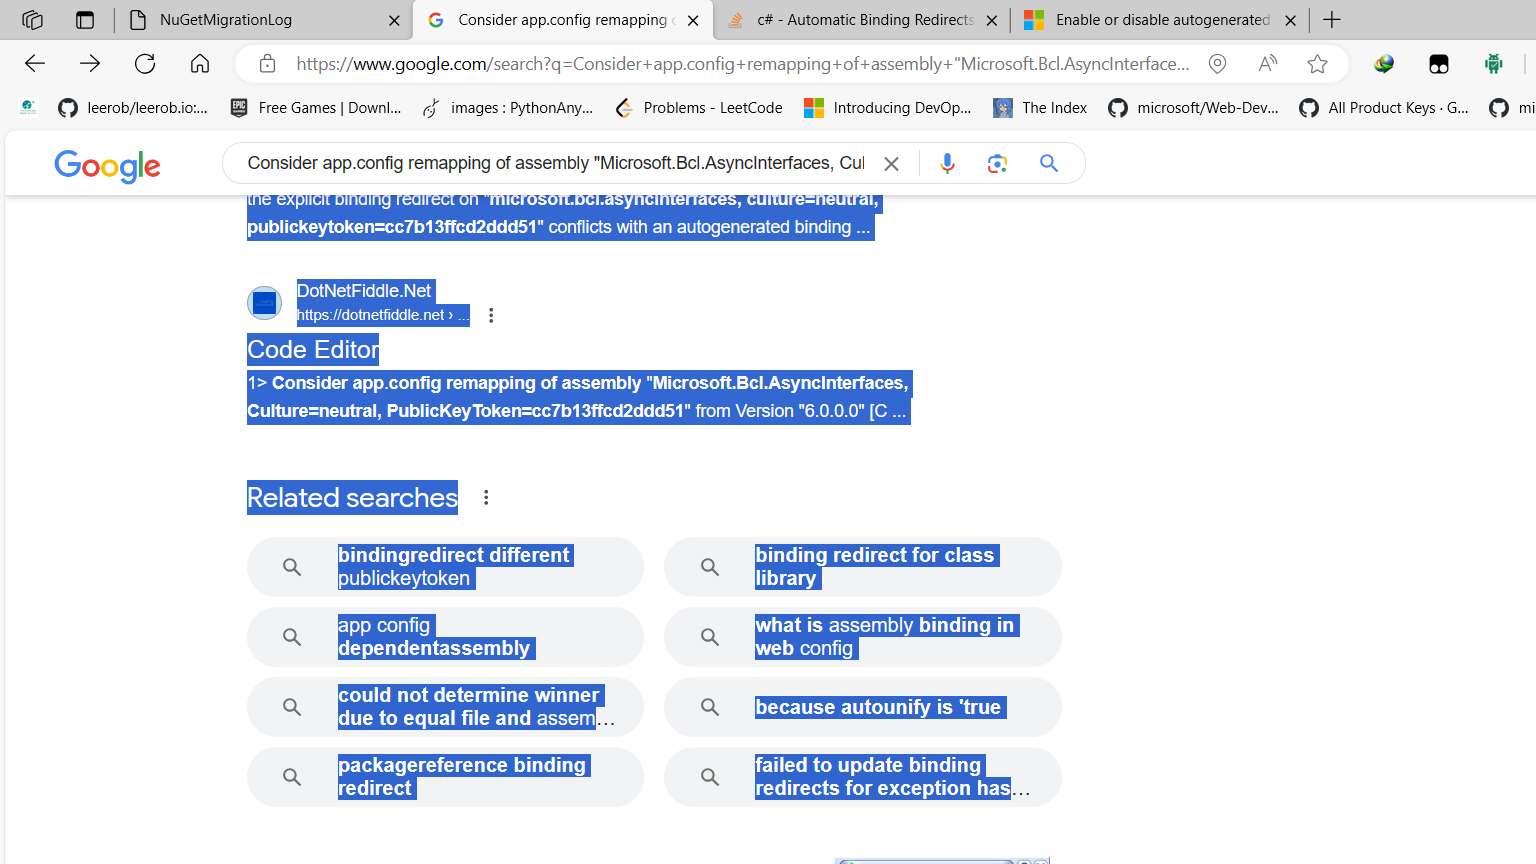 NuGetMigrationLog
Consider app.config remapping
c# - Automatic Binding Redirects
Enable or disable autogenerated
https://www.google.com/search?q=Consider+app.config+remapping+of+assembly+"Microsoft.Bcl.AsyncInterface...
leerob/leerob.io:...
EPIC GAMES
Free Games | Downl...
images : PythonAny...
Problems - LeetCode
Introducing DevOp...
The Index
microsoft/Web-Dev...
All Product Keys · G...
mi
Google
Consider app.config remapping of assembly "Microsoft.Bcl.AsyncInterfaces, Cul
the explicit binding redirect on "microsoft.bcl.asyncinterfaces, culture=neutral,
publickeytoken=cc7b13ffcd2ddd51" conflicts with an autogenerated binding ...
DotNetFiddle.Net
https://dotnetfiddle.net › ...
Code Editor
1> Consider app.config remapping of assembly "Microsoft.Bcl.AsyncInterfaces,
Culture=neutral, PublicKeyToken=cc7b13ffcd2ddd51" from Version "6.0.0.0" [C ...
Related searches
bindingredirect different
publickeytoken
binding redirect for class
library
app config
dependentassembly
what is assembly binding in
web config
could not determine winner
due to equal file and assem...
because autounify is 'true
packagereference binding
redirect
failed to update binding
redirects for exception has...